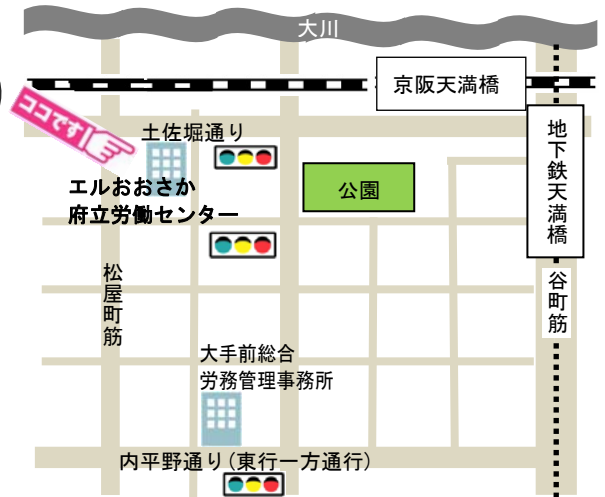 大川
京阪天満橋
ココです
土佐堀通り
地下鉄天満橋
エルおおさか
府立労働センター
公園
松屋町筋
谷町筋
大手前総合
労務管理事務所
内平野通り(東行一方通行)